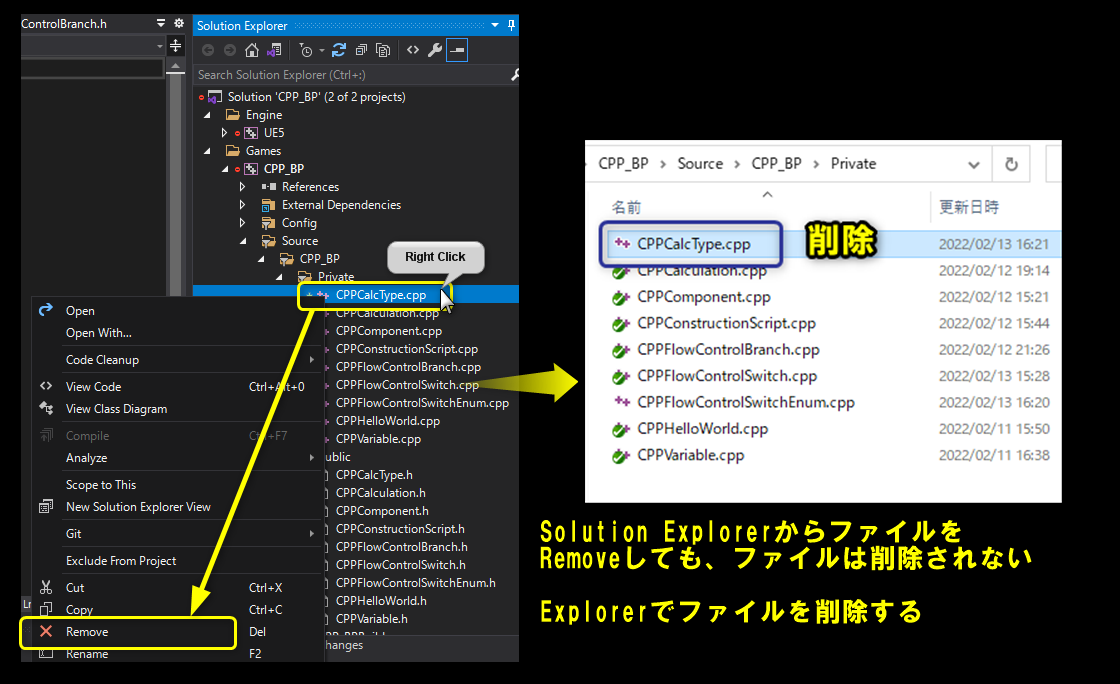 ControlBranch.h
Solution Explorer
Search Solution Explorer (Ctrl+:)
Solution 'CPP_BP' (2 of 2 projects)
Engine
UE5
Games
CPP_BP
References
External Dependencies
Config
Source
CPP_BP
Private
Right Click
CPPCalcType.cpp
CPPCalculation.cpp
CPPComponent.cpp
CPPConstructionScript.cpp
CPPFlowControlBranch.cpp
CPPFlowControlSwitch.cpp
CPPFlowControlSwitchEnum.cpp
CPPHelloWorld.cpp
CPPVariable.cpp
ublic
CPPCalcType.h
CPPCalculation.h
CPPComponent.h
CPPConstructionScript.h
CPPFlowControlBranch.h
CPPFlowControlSwitch.h
CPPFlowControlSwitchEnum.h
CPPHelloWorld.h
CPPVariable.h
hanges
Open
Open With...
Code Cleanup
View Code Ctrl+Alt+0
View Class Diagram
Compile Ctrl+F7
Analyze
Scope to This
New Solution Explorer View
Git
Exclude From Project
Cut Ctrl+X
Ln
Copy Ctrl+C
Remove Del
Rename F2
CPP_BP > Source > CPP_BP > Private
名前 更新日時
CPPCalcType.cpp 削除 2022/02/13 16:21
CPPCalculation.cpp 2022/02/12 19:14
CPPComponent.cpp 2022/02/12 15:29
CPPConstructionScript.cpp 2022/02/12 15:44
CPPFlowControlBranch.cpp 2022/02/12 21:26
CPPFlowControlSwitch.cpp 2022/02/13 15:28
CPPFlowControlSwitchEnum.cpp 2022/02/13 16:20
CPPHelloWorld.cpp 2022/02/11 15:50
CPPVariable.cpp 2022/02/11 16:38
Solution Explorerからファイルを
Removeしても、ファイルは削除されない
Explorerでファイルを削除する